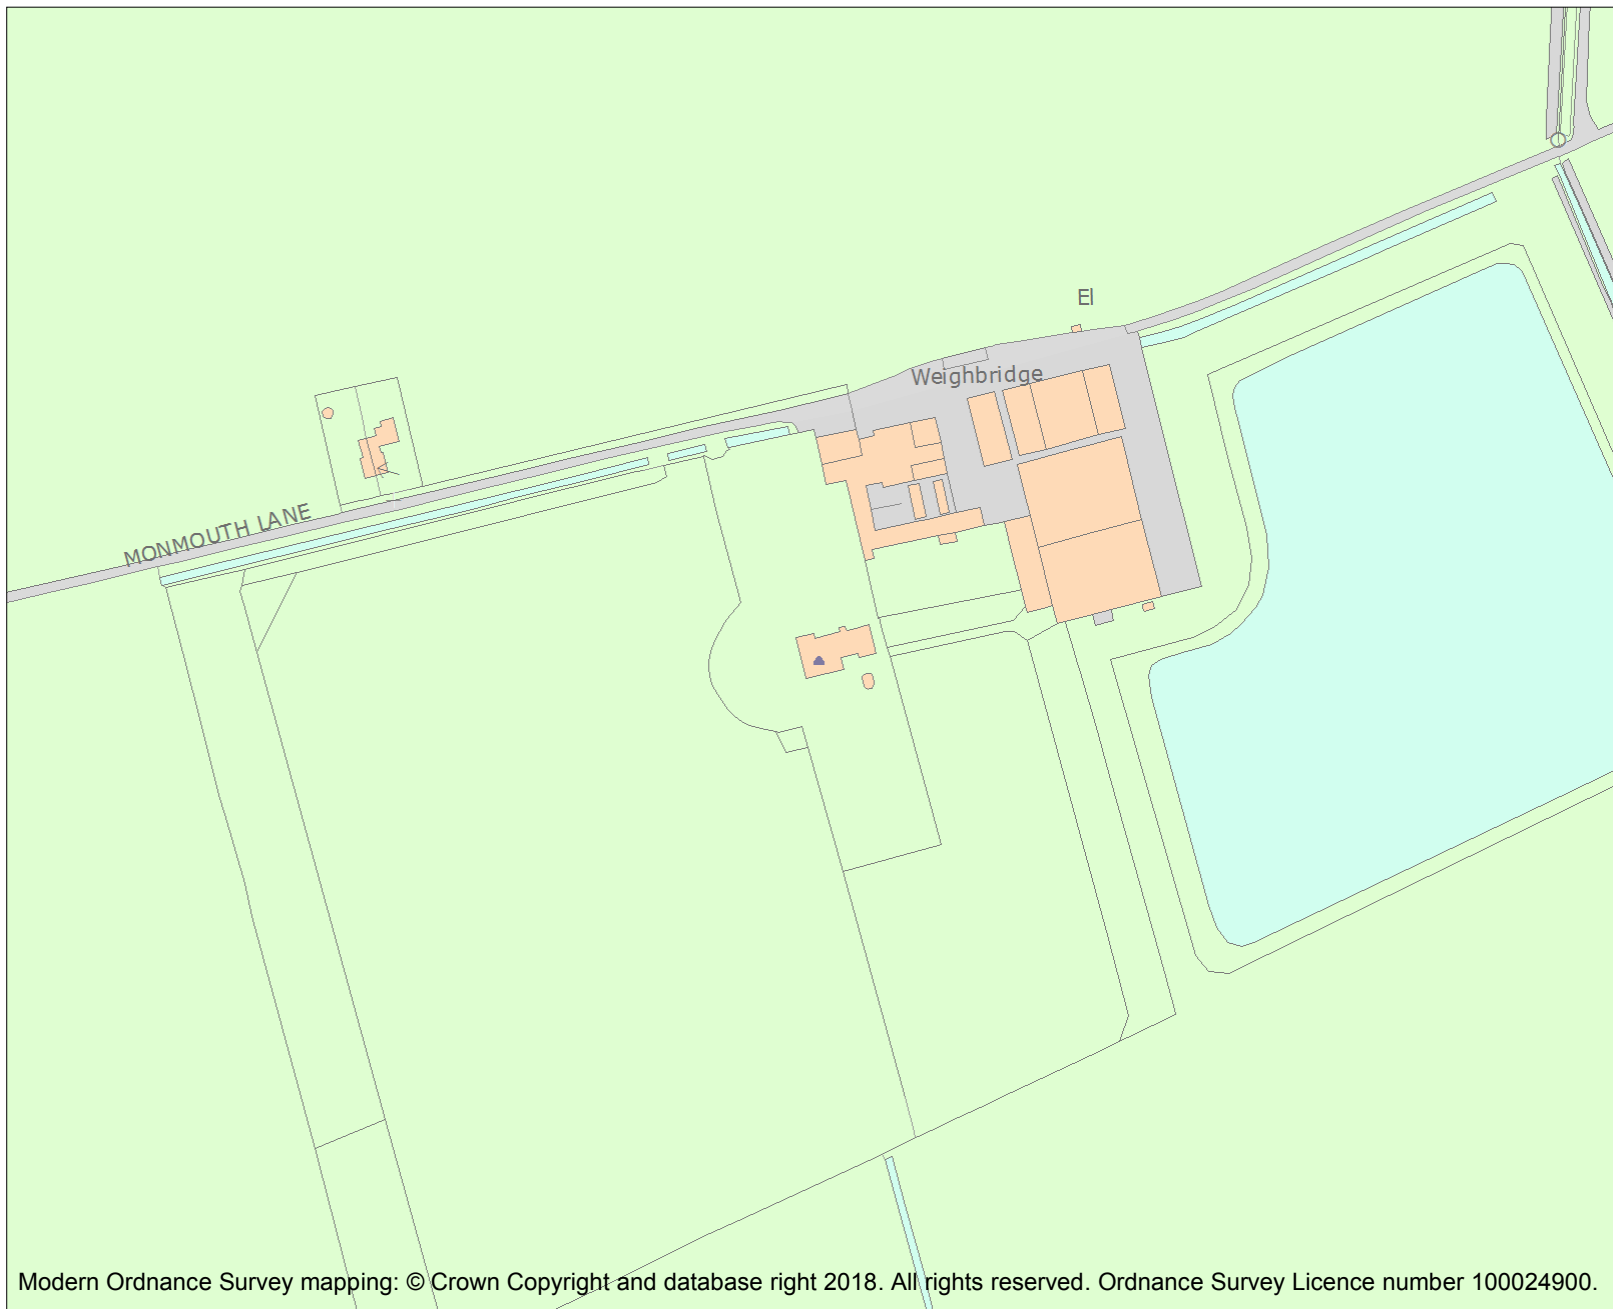 El
Weighbridge
MONMOUTH LANE
Modern Ordnance Survey mapping: © Crown Copyright and database right 2018. All rights reserved. Ordnance Survey Licence number 100024900.